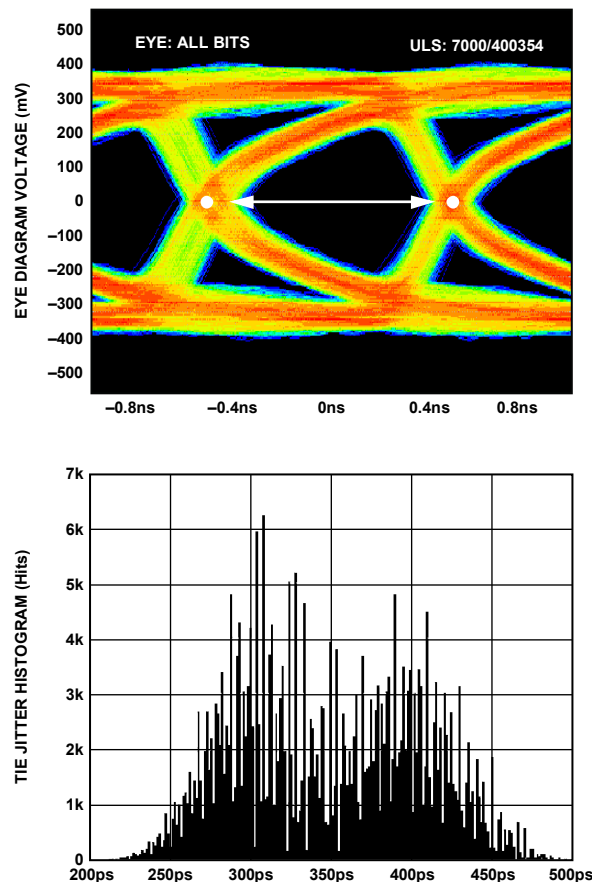 EYE: ALL BITS
ULS: 7000/400354
EYE DIAGRAM VOLTAGE (mV)
500
400
300
200
100
0
–100
–200
–300
–400
–500
–0.8ns –0.4ns 0ns 0.4ns 0.8ns
TIE JITTER HISTOGRAM (Hits)
7k
6k
5k
4k
3k
2k
1k
0
200ps 250ps 300ps 350ps 400ps 450ps 500ps